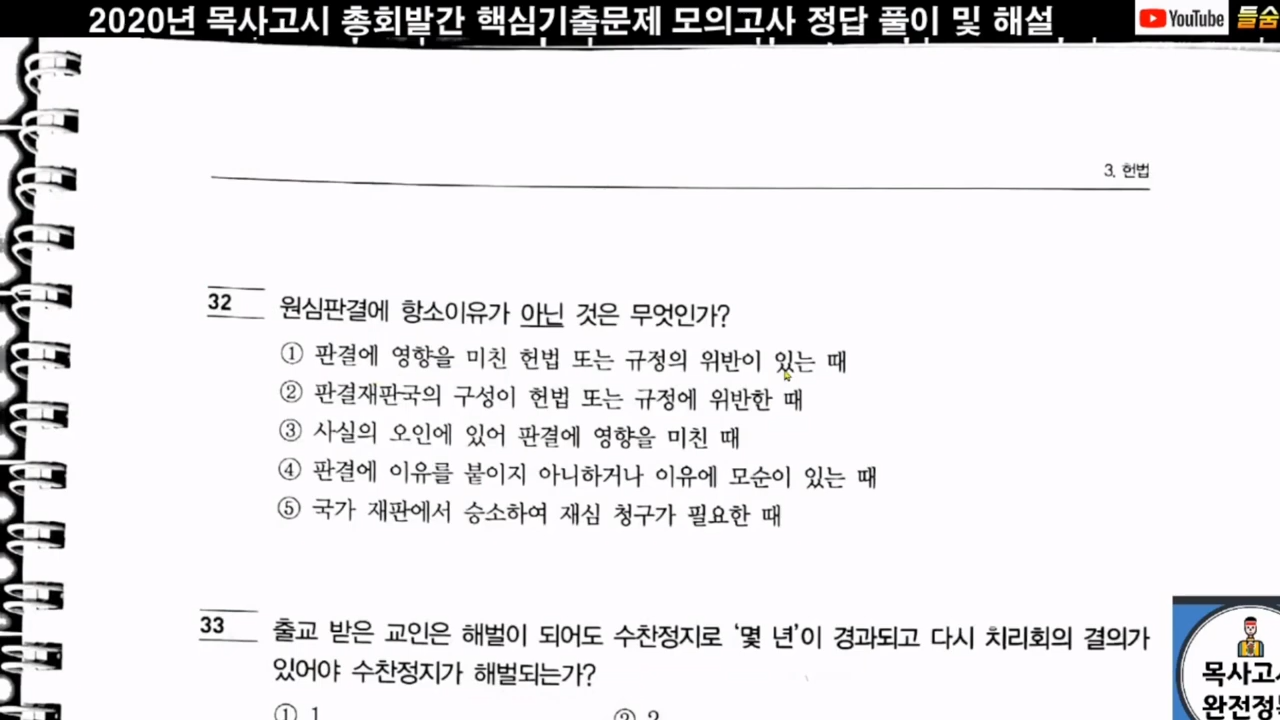 2020년 목사고시 총회발간 핵심기출문제 모의고사 정답 풀이 및 해설
YouTube 들숨
3. 헌법
32 원심판결에 항소이유가 아닌 것은 무엇인가?
① 판결에 영향을 미친 헌법 또는 규정의 위반이 있는 때
② 판결재판국의 구성이 헌법 또는 규정에 위반한 때
③ 사실의 오인에 있어 판결에 영향을 미친 때
④ 판결에 이유를 붙이지 아니하거나 이유에 모순이 있는 때
⑤ 국가 재판에서 승소하여 재심 청구가 필요한 때
33 출교 받은 교인은 해벌이 되어도 수찬정지로 '몇 년'이 경과되고 다시 치리회의 결의가
있어야 수찬정지가 해벌되는가?
① 1 ② 2
목사고시
완전정